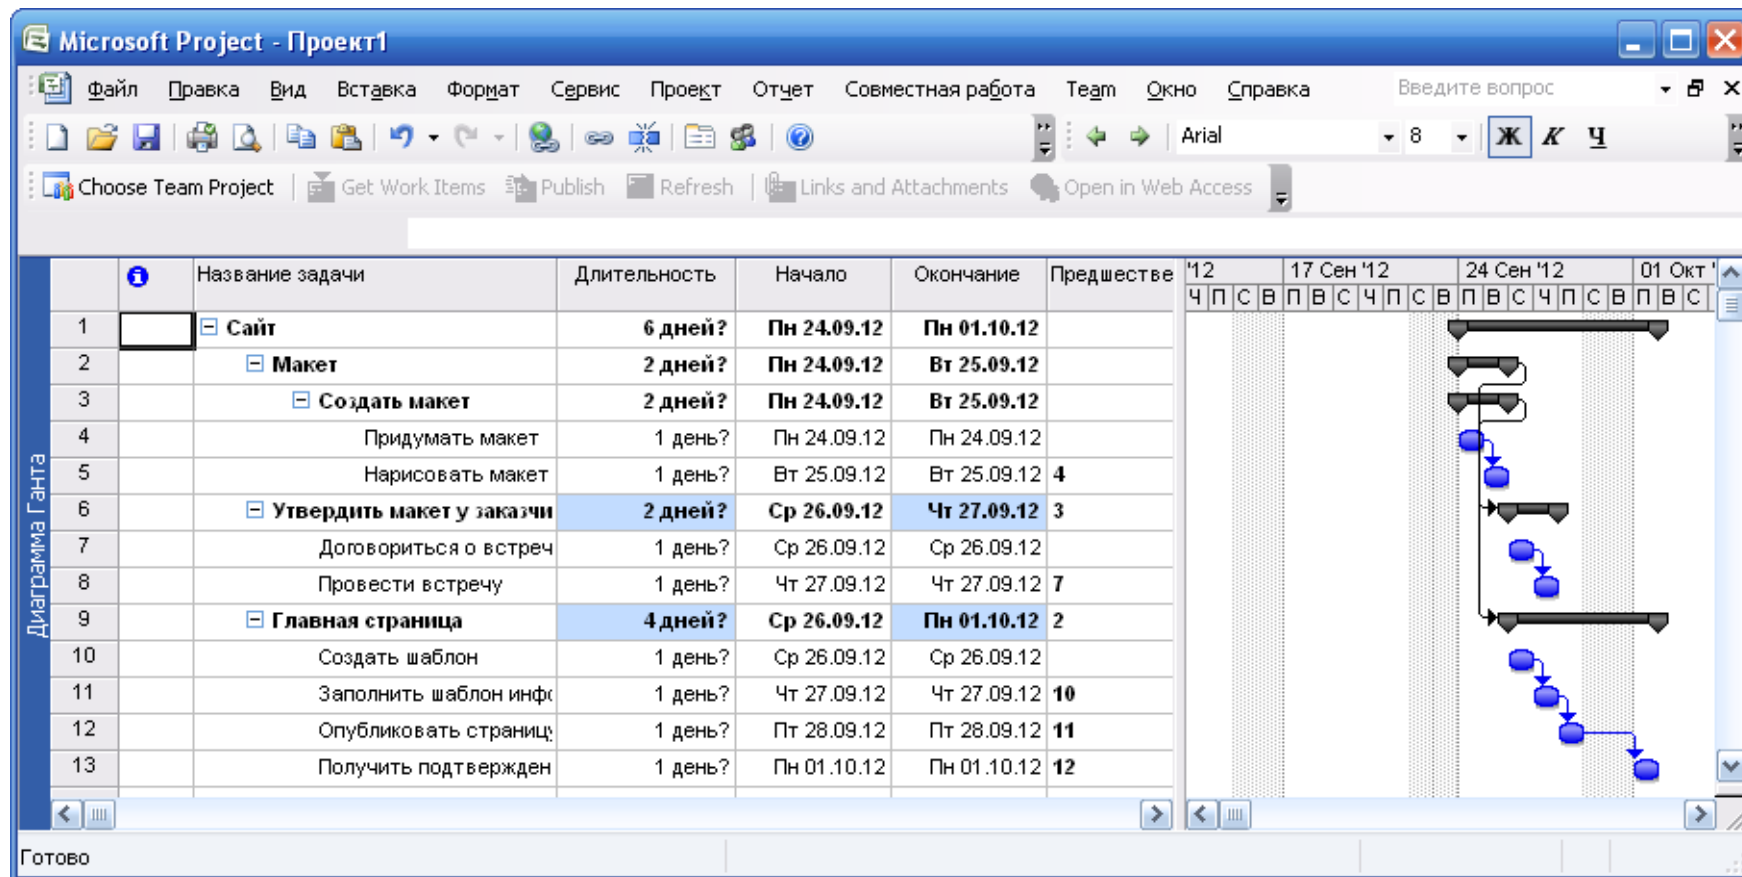 Microsoft Project - Проект1
Файл Правка Вид Вставка Формат Сервис Проект Отчет Совместная работа Team Окно Справка Введите вопрос
Arial 8 Ж К Ч
Choose Team Project Get Work Items Publish Refresh Links and Attachments Open in Web Access
Название задачи Длительность Начало Окончание Предшестве '12 17 Сен '12 24 Сен '12 01 Окт '
Ч П С В П В С Ч П С В П В С Ч П С В П В С
1 Сайт 6 дней? Пн 24.09.12 Пн 01.10.12
2 Макет 2 дней? Пн 24.09.12 Вт 25.09.12
3 Создать макет 2 дней? Пн 24.09.12 Вт 25.09.12
4 Придумать макет 1 день? Пн 24.09.12 Пн 24.09.12
5 Нарисовать макет 1 день? Вт 25.09.12 Вт 25.09.12 4
6 Утвердить макет у заказчи 2 дней? Ср 26.09.12 Чт 27.09.12 3
7 Договориться о встреч 1 день? Ср 26.09.12 Ср 26.09.12
8 Провести встречу 1 день? Чт 27.09.12 Чт 27.09.12 7
9 Главная страница 4 дней? Ср 26.09.12 Пн 01.10.12 2
10 Создать шаблон 1 день? Ср 26.09.12 Ср 26.09.12
11 Заполнить шаблон инфо 1 день? Чт 27.09.12 Чт 27.09.12 10
12 Опубликовать страницу 1 день? Пт 28.09.12 Пт 28.09.12 11
13 Получить подтвержден 1 день? Пн 01.10.12 Пн 01.10.12 12
Диаграмма Ганта
Готово